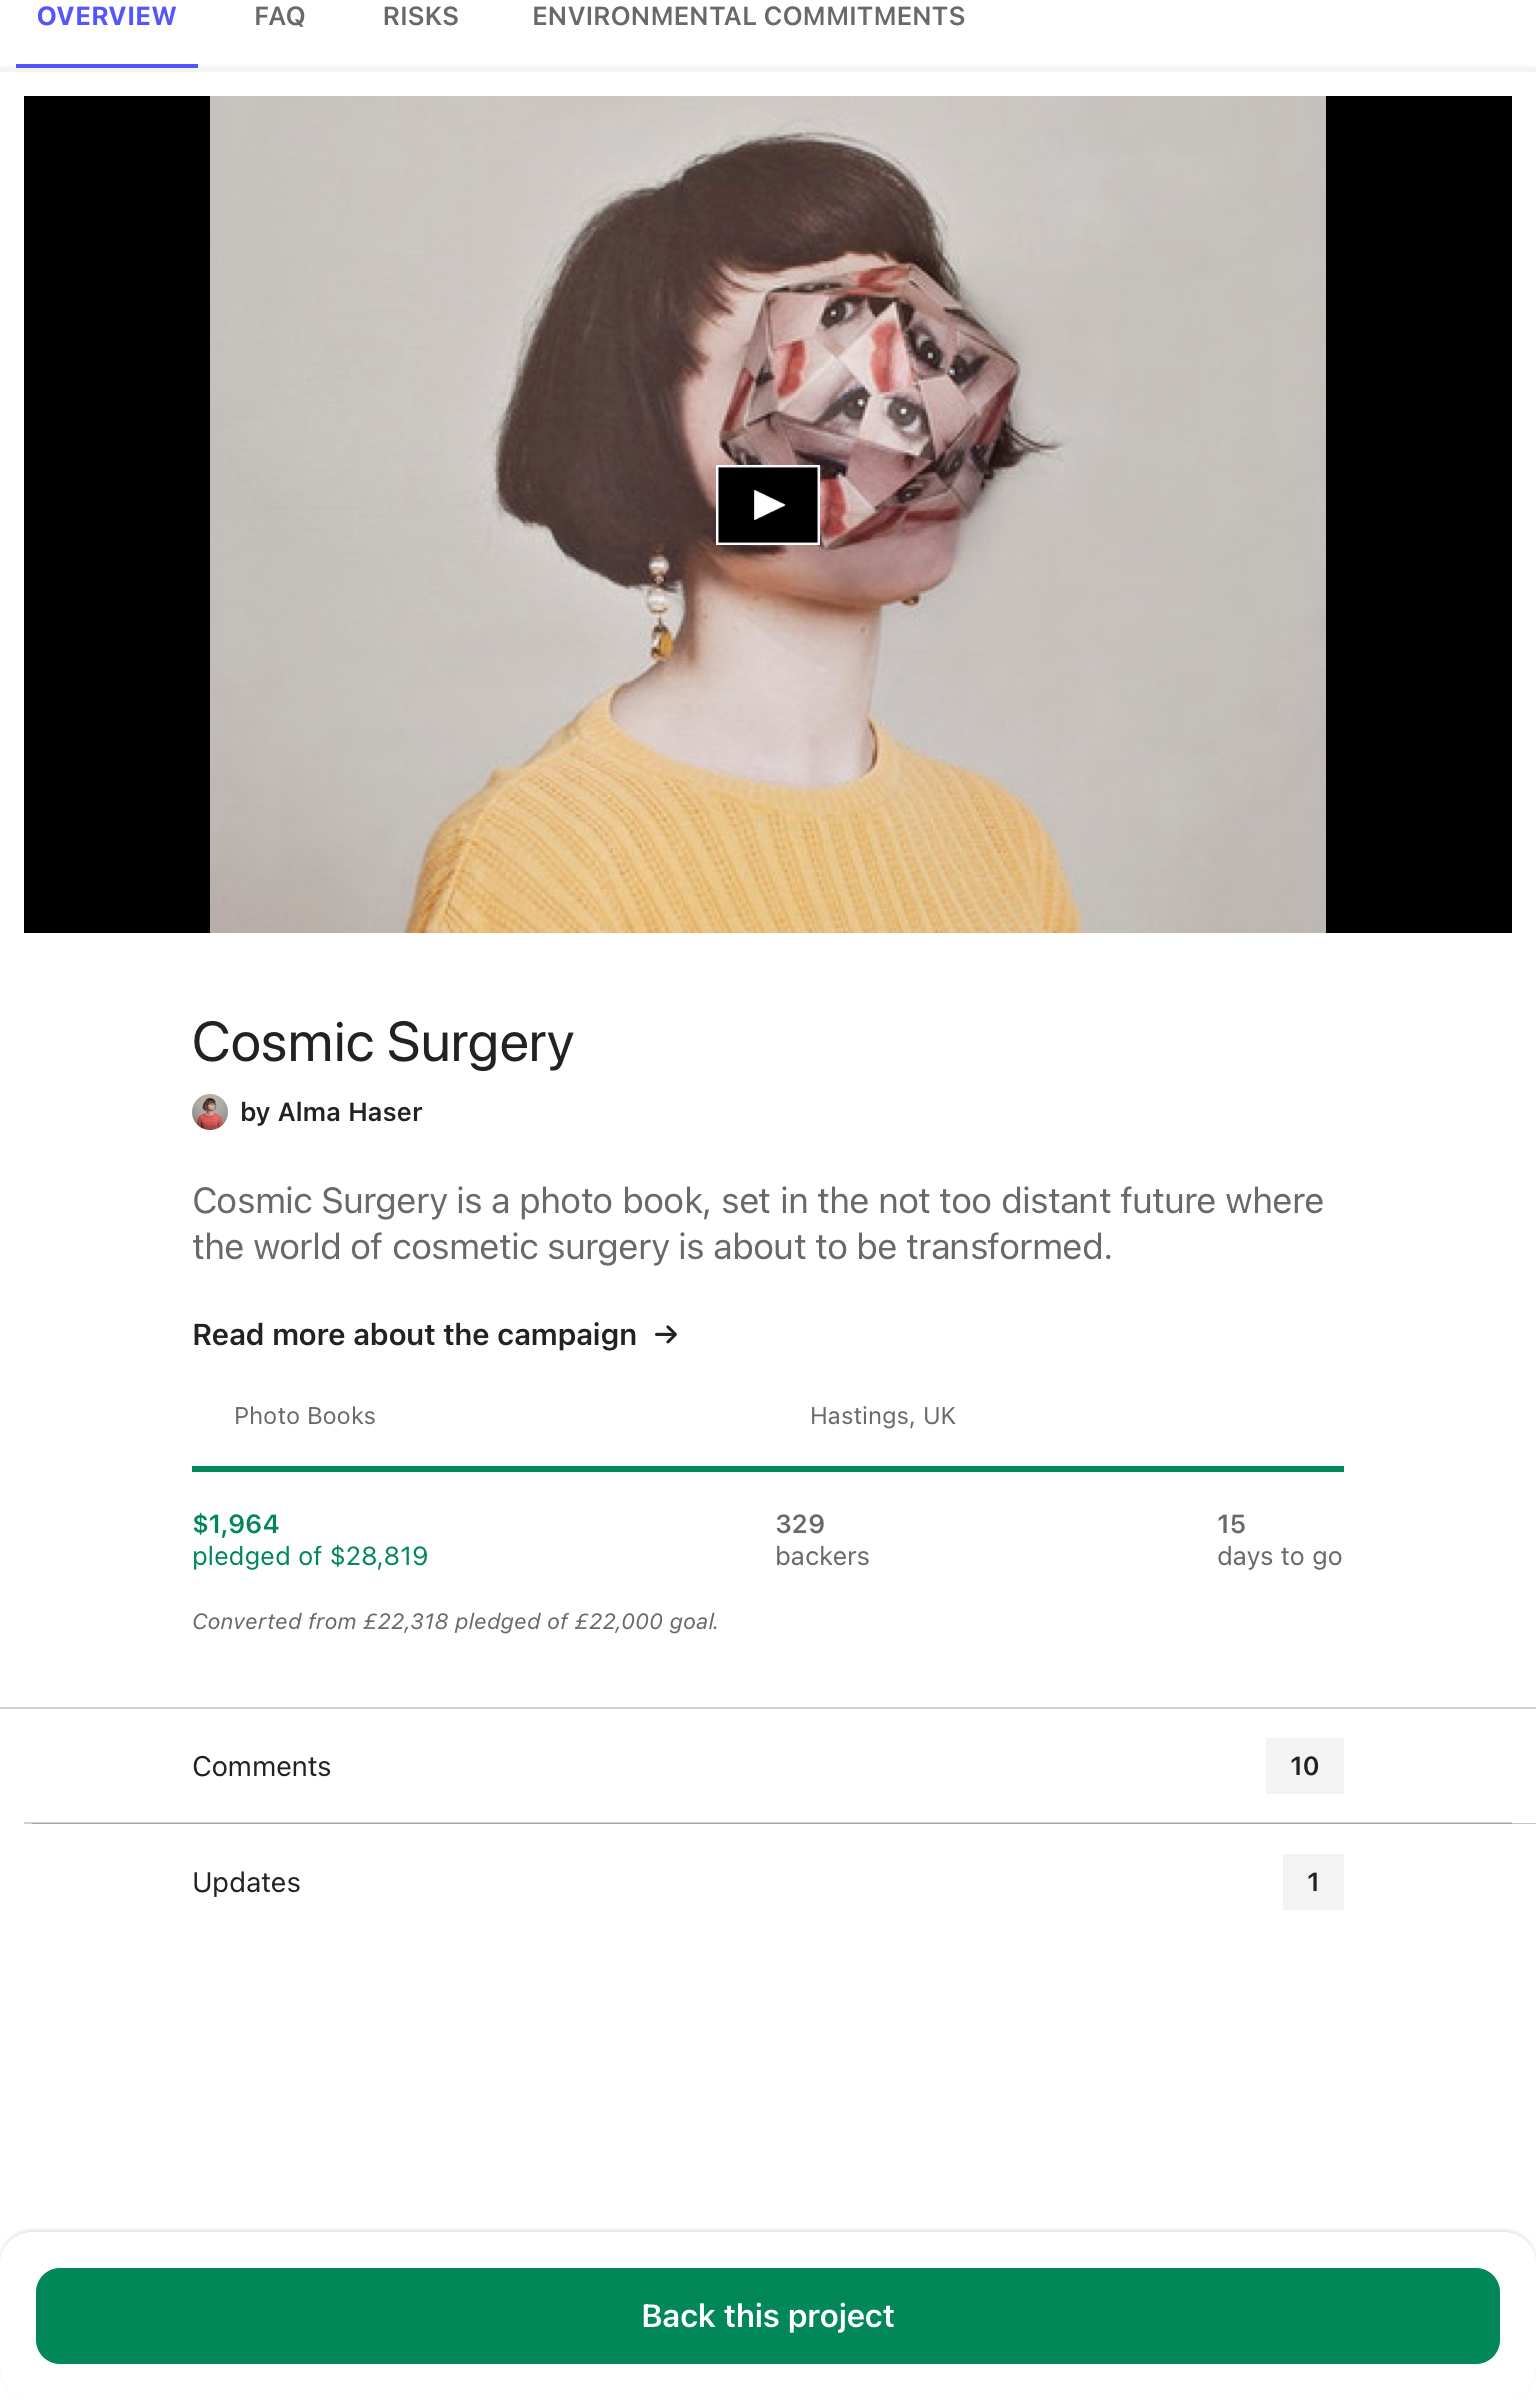 OVERVIEW FAQ RISKS ENVIRONMENTAL COMMITMENTS
Cosmic Surgery
by Alma Haser
Cosmic Surgery is a photo book, set in the not too distant future where
the world of cosmetic surgery is about to be transformed.
Read more about the campaign →
Photo Books Hastings, UK
$1,964 329 15
pledged of $28,819 backers days to go
Converted from £22,318 pledged of £22,000 goal.
Comments 10
Updates 1
Back this project